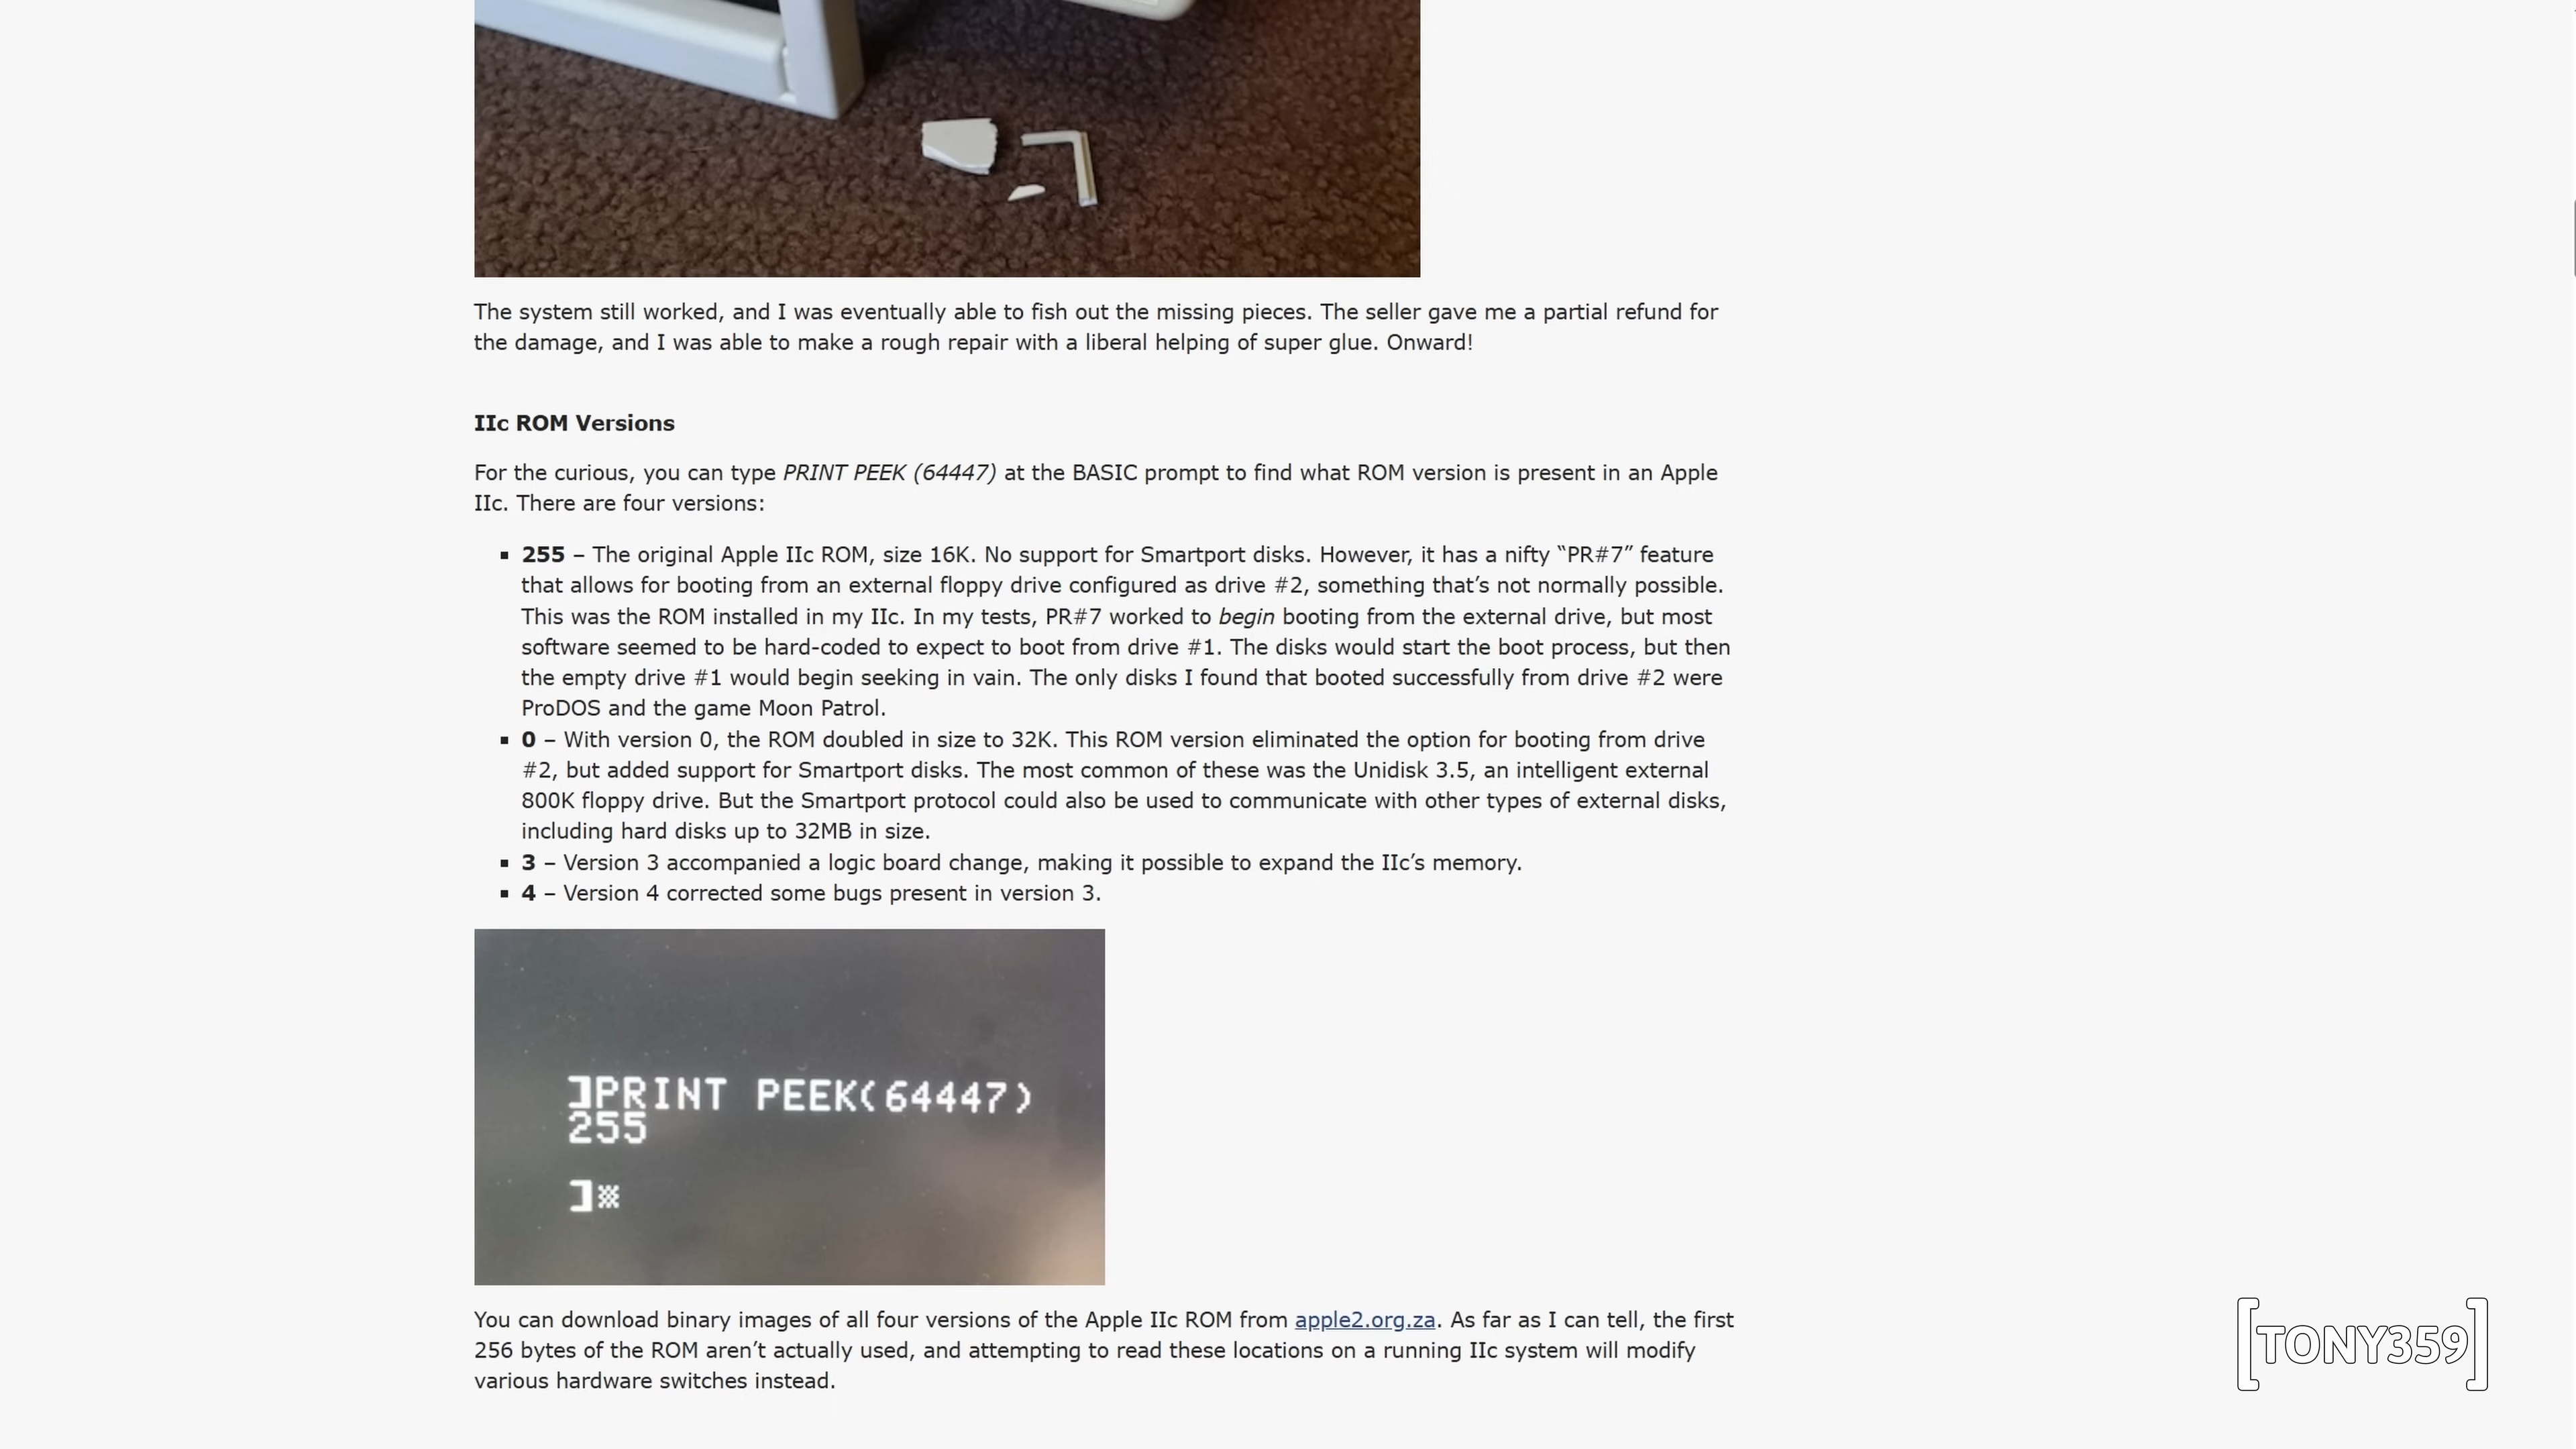 The system still worked, and I was eventually able to fish out the missing pieces. The seller gave me a partial refund for
the damage, and I was able to make a rough repair with a liberal helping of super glue. Onward!
IIc ROM Versions
For the curious, you can type PRINT PEEK (64447) at the BASIC prompt to find what ROM version is present in an Apple
IIc. There are four versions:
▪ 255 – The original Apple IIc ROM, size 16K. No support for Smartport disks. However, it has a nifty “PR#7” feature
that allows for booting from an external floppy drive configured as drive #2, something that’s not normally possible.
This was the ROM installed in my IIc. In my tests, PR#7 worked to begin booting from the external drive, but most
software seemed to be hard-coded to expect to boot from drive #1. The disks would start the boot process, but then
the empty drive #1 would begin seeking in vain. The only disks I found that booted successfully from drive #2 were
ProDOS and the game Moon Patrol.
▪ 0 – With version 0, the ROM doubled in size to 32K. This ROM version eliminated the option for booting from drive
#2, but added support for Smartport disks. The most common of these was the Unidisk 3.5, an intelligent external
800K floppy drive. But the Smartport protocol could also be used to communicate with other types of external disks,
including hard disks up to 32MB in size.
▪ 3 – Version 3 accompanied a logic board change, making it possible to expand the IIc’s memory.
▪ 4 – Version 4 corrected some bugs present in version 3.
]PRINT PEEK(64447)
255
]
You can download binary images of all four versions of the Apple IIc ROM from apple2.org.za. As far as I can tell, the first
256 bytes of the ROM aren’t actually used, and attempting to read these locations on a running IIc system will modify
various hardware switches instead.
[TONY359]